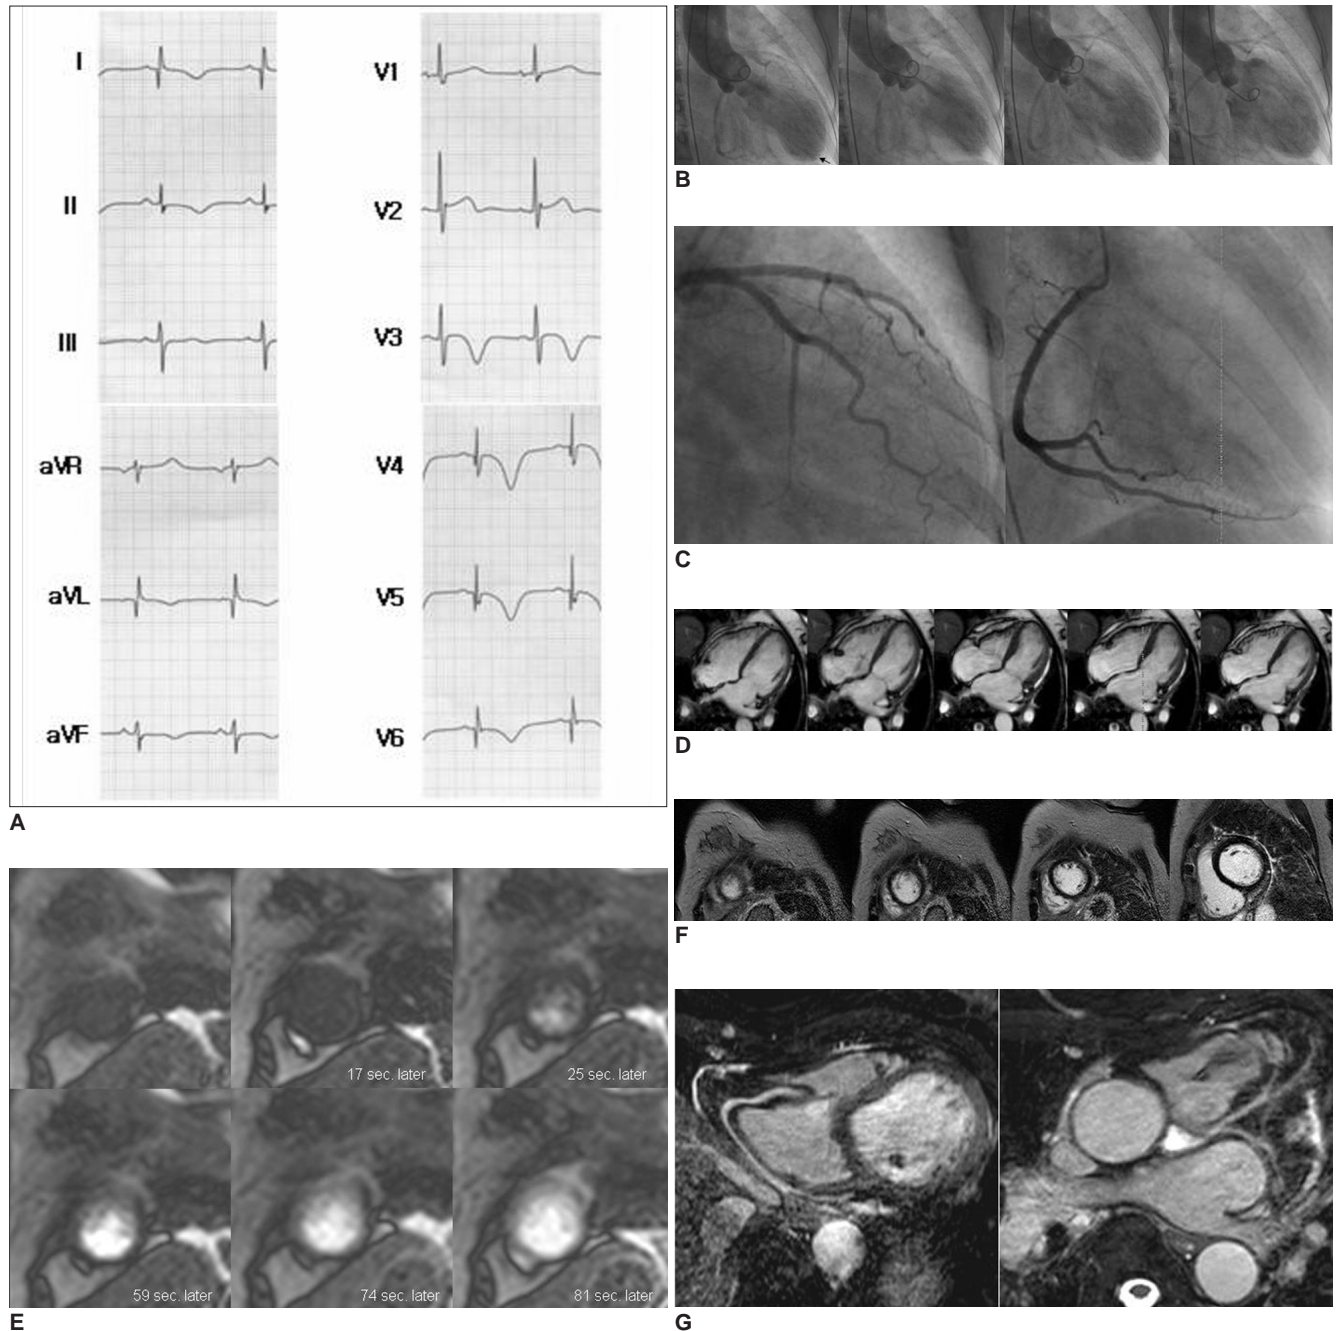 I
II
III
aVR
aVL
aVF
V1
V2
V3
V4
V5
V6
A
B
C
D
17 sec. later
25 sec. later
59 sec. later
74 sec. later
81 sec. later
E
F
G